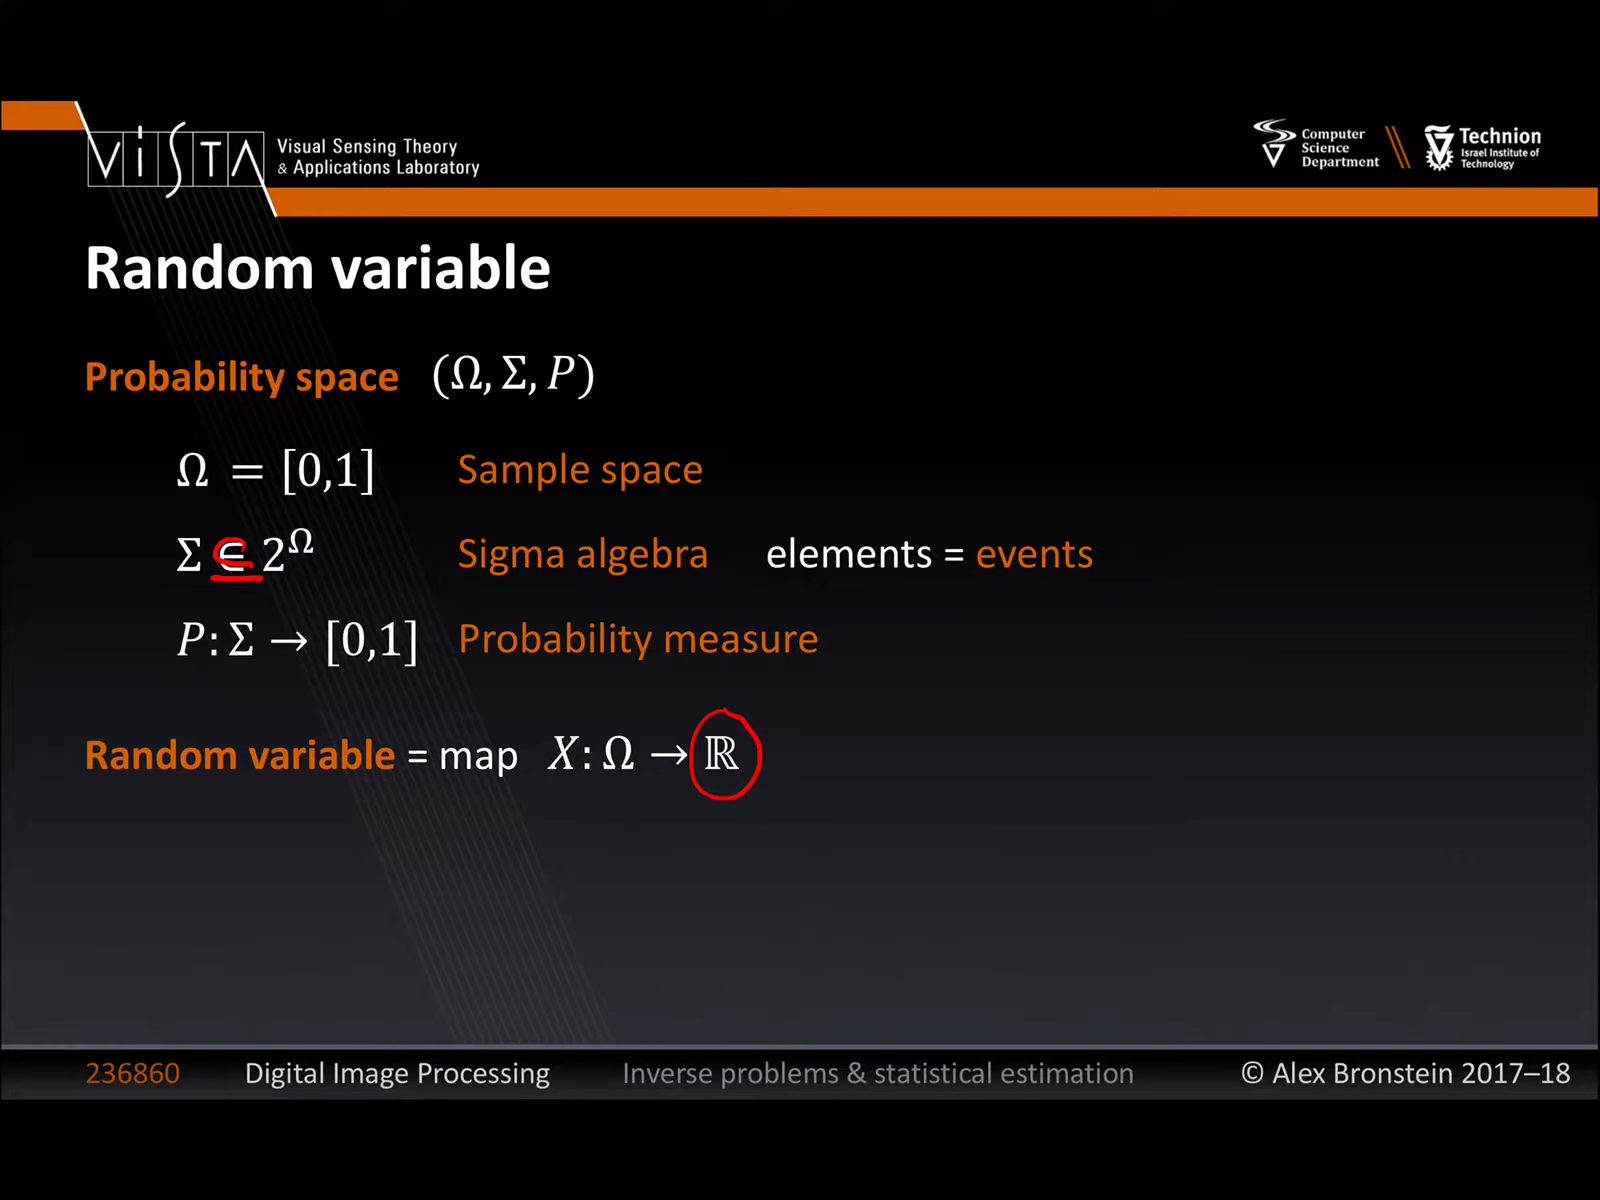 ViSTA
Visual Sensing Theory
& Applications Laboratory
Computer
Science
Department
Technion
Israel Institute of
Technology
Random variable
Probability space (Ω, Σ, P)
Ω = [0,1] Sample space
Σ ⊆ 2^Ω Sigma algebra elements = events
P: Σ → [0,1] Probability measure
Random variable = map X: Ω → ℝ
236860 Digital Image Processing Inverse problems & statistical estimation © Alex Bronstein 2017–18